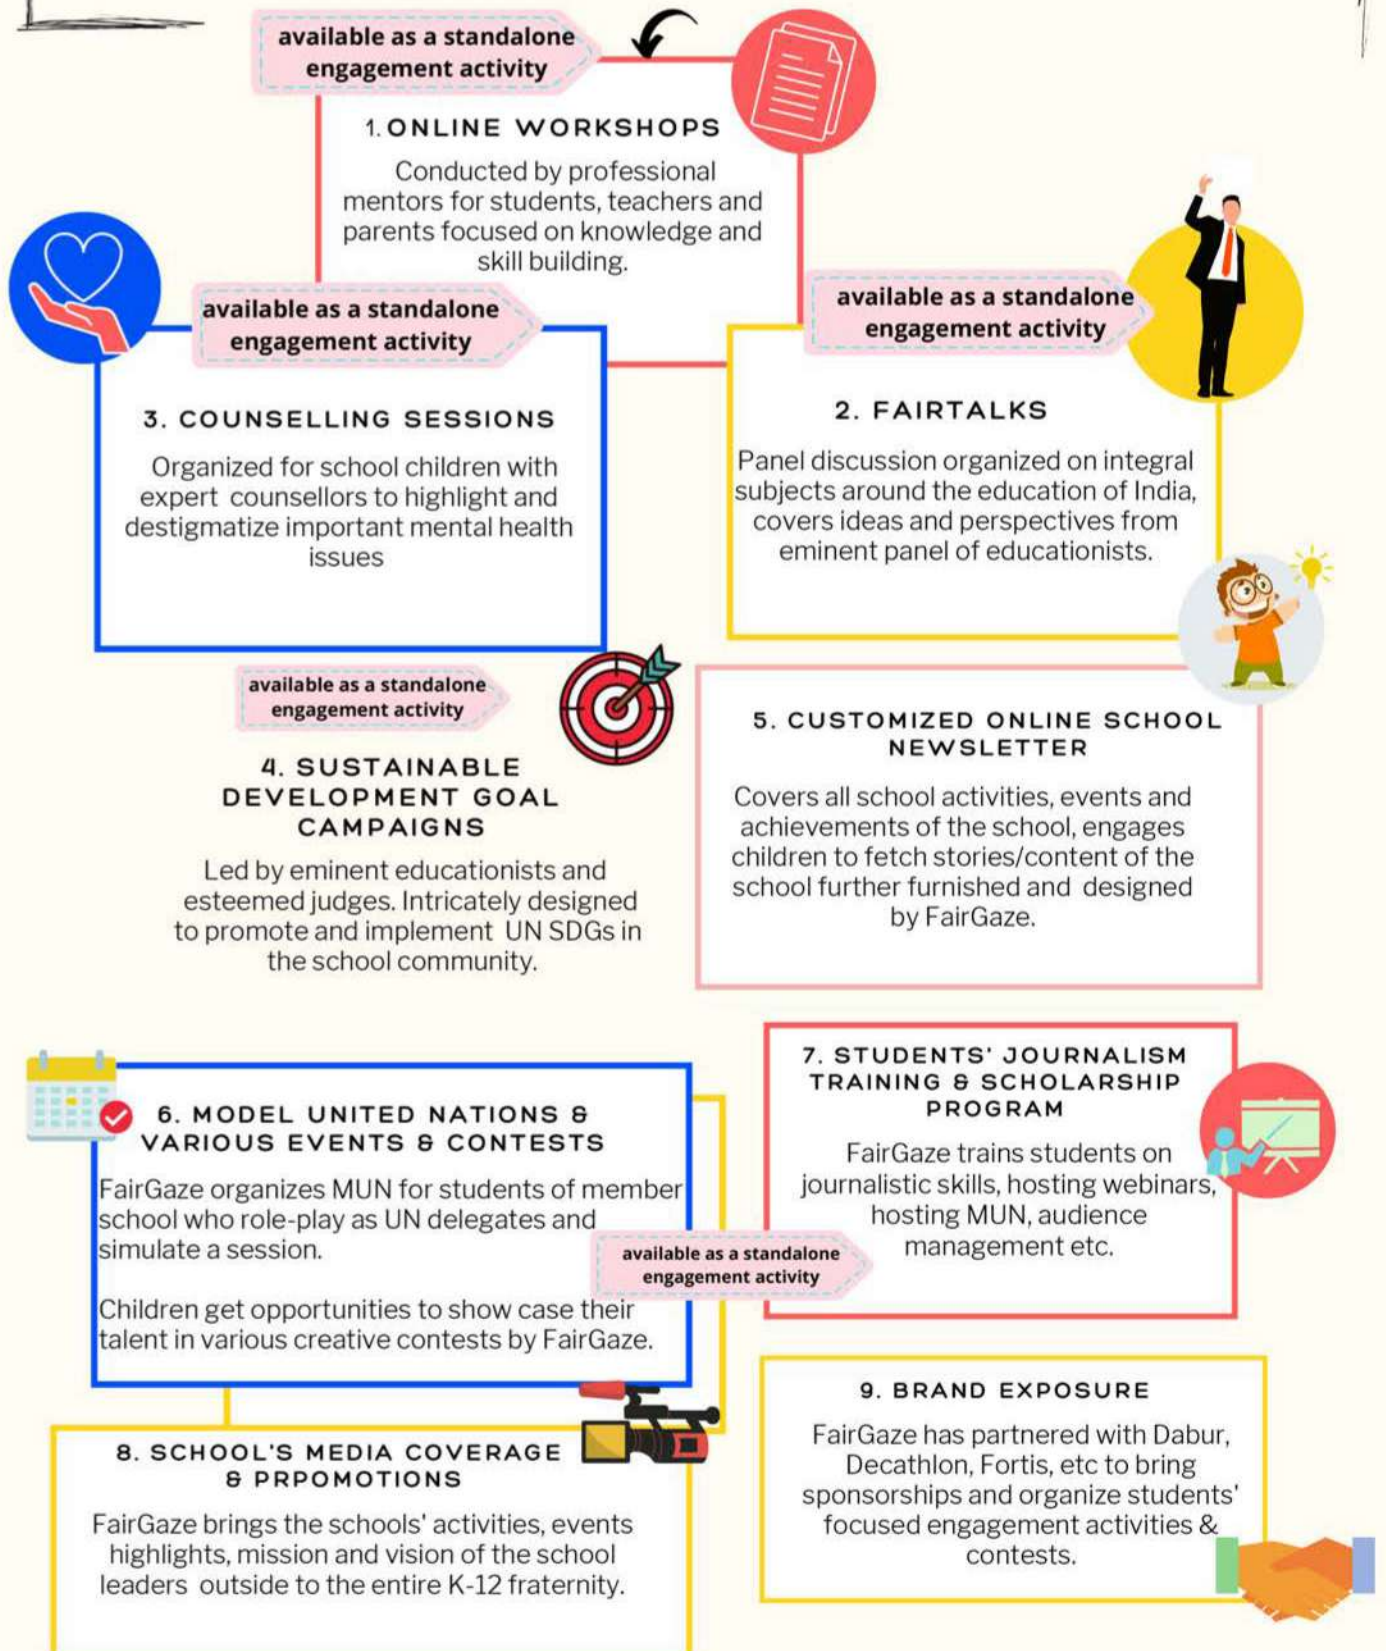 available as a standalone
engagement activity
1. ONLINE WORKSHOPS
Conducted by professional
mentors for students, teachers and
parents focused on knowledge and
skill building.
available as a standalone
engagement activity
2. FAIRTALKS
Panel discussion organized on integral
subjects around the education of India,
covers ideas and perspectives from
eminent panel of educationists.
available as a standalone
engagement activity
3. COUNSELLING SESSIONS
Organized for school children with
expert counsellors to highlight and
destigmatize important mental health
issues
available as a standalone
engagement activity
4. SUSTAINABLE
DEVELOPMENT GOAL
CAMPAIGNS
Led by eminent educationists and
esteemed judges. Intricately designed
to promote and implement UN SDGs in
the school community.
5. CUSTOMIZED ONLINE SCHOOL
NEWSLETTER
Covers all school activities, events and
achievements of the school, engages
children to fetch stories/content of the
school further furnished and designed
by FairGaze.
6. MODEL UNITED NATIONS &
VARIOUS EVENTS & CONTESTS
FairGaze organizes MUN for students of member
school who role-play as UN delegates and
simulate a session.
Children get opportunities to show case their
talent in various creative contests by FairGaze.
available as a standalone
engagement activity
7. STUDENTS' JOURNALISM
TRAINING & SCHOLARSHIP
PROGRAM
FairGaze trains students on
journalistic skills, hosting webinars,
hosting MUN, audience
management etc.
8. SCHOOL'S MEDIA COVERAGE
& PRPOMOTIONS
FairGaze brings the schools' activities, events
highlights, mission and vision of the school
leaders outside to the entire K-12 fraternity.
9. BRAND EXPOSURE
FairGaze has partnered with Dabur,
Decathlon, Fortis, etc to bring
sponsorships and organize students'
focused engagement activities &
contests.